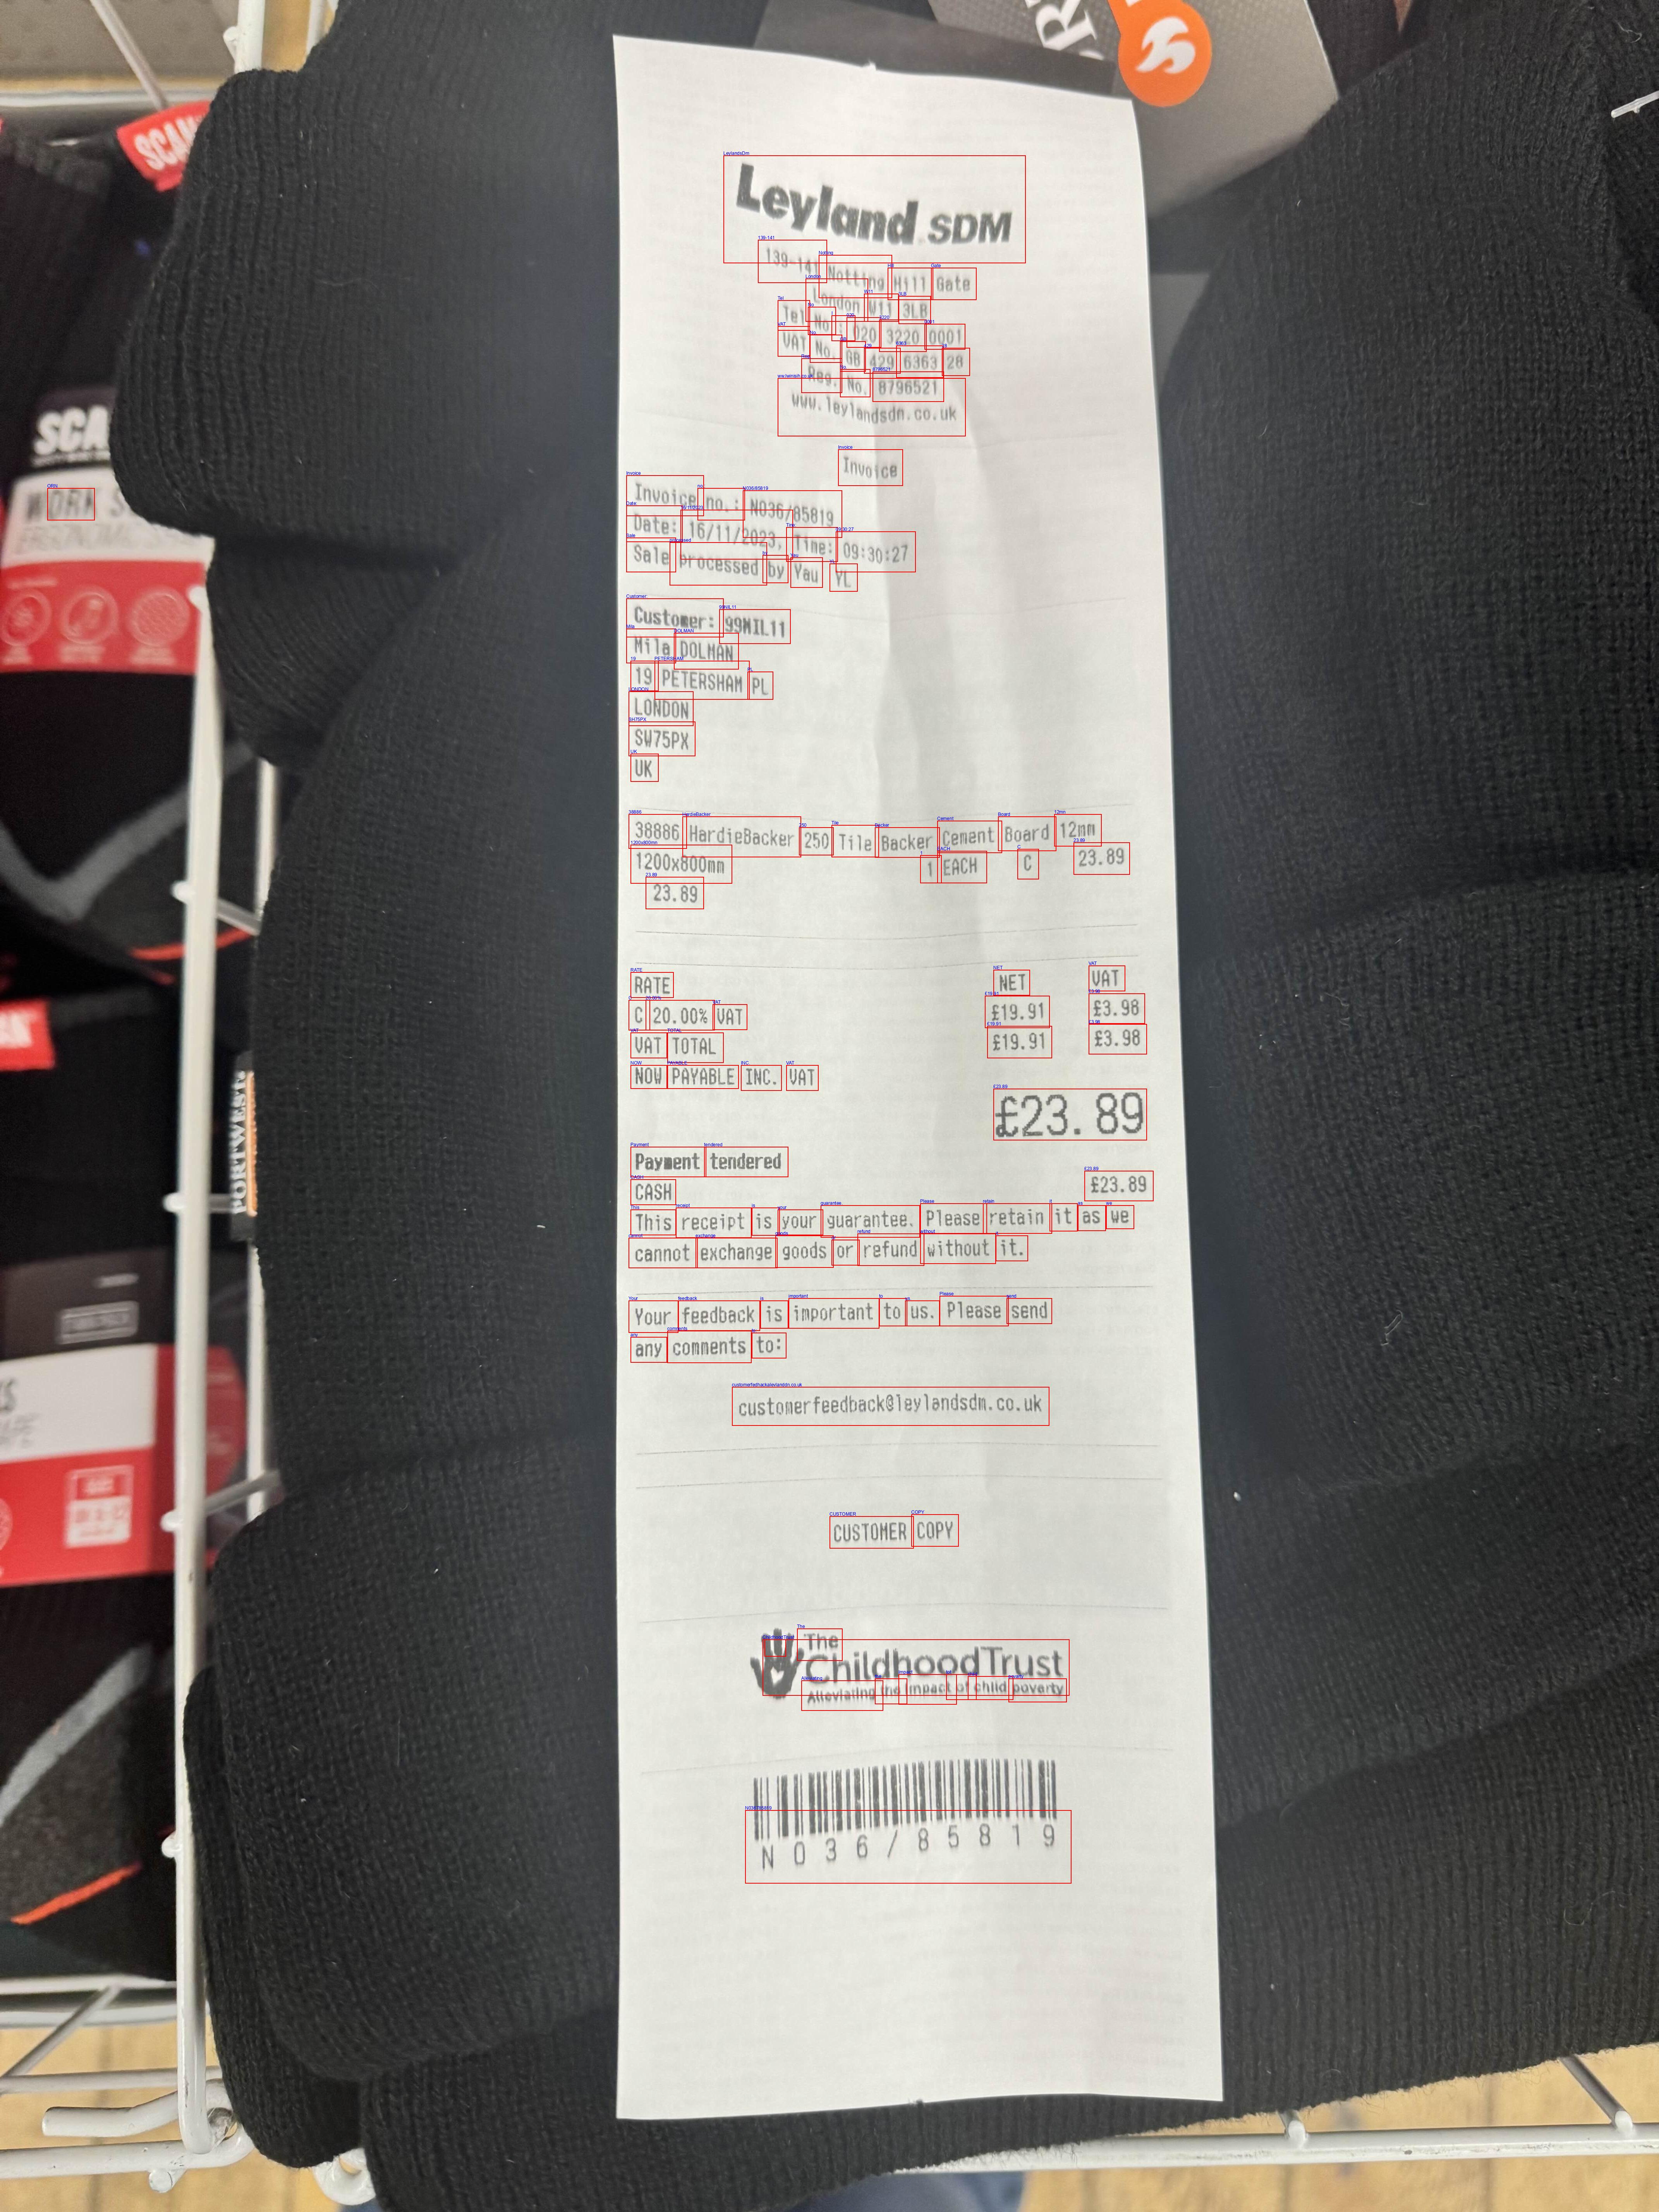 Leyland SDM
139-141 Notting Hill Gate
London W11 3LB
Tel No. 020 3220 0001
VAT No. GB 429 6363 28
Reg. No. 8796521
www.leylandsdm.co.uk
Invoice
Invoice no.: N036/85819
Date: 16/11/2023, Time: 09:30:27
Sale processed by Yau YL
Customer: 99MIL11
Mila DOLMAN
19 PETERSHAM PL
LONDON
SW75PX
UK
38886 HardieBacker 250 Tile Backer Cement Board 12mm
1200x800mm 1 EACH C 23.89
23.89
RATE NET VAT
C 20.00% VAT £19.91 £3.98
VAT TOTAL £19.91 £3.98
NOW PAYABLE INC. VAT £23.89
Payment tendered
CASH £23.89
This receipt is your guarantee. Please retain it as we
cannot exchange goods or refund without it.
Your feedback is important to us. Please send
any comments to:
customerfeedback@leylandsdm.co.uk
CUSTOMER COPY
The
ChildhoodTrust
Alleviating the impact of child poverty
N036/85819
SCAN
SCA
WORK S
PORTWEST